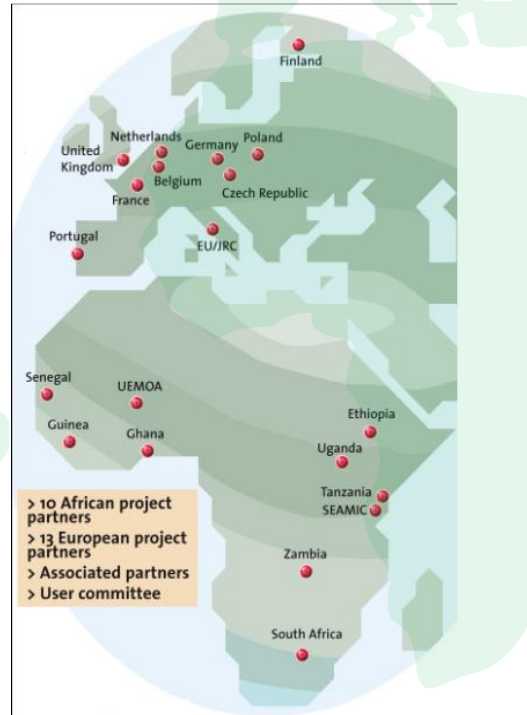 Finland
Netherlands
Germany
Poland
United
Kingdom
Belgium
Czech Republic
France
Portugal
EU/JRC
Senegal
UEMOA
Ethiopia
Guinea
Ghana
Uganda
Tanzania
SEAMIC
> 10 African project
partners
> 13 European project
partners
> Associated partners
> User committee
Zambia
South Africa